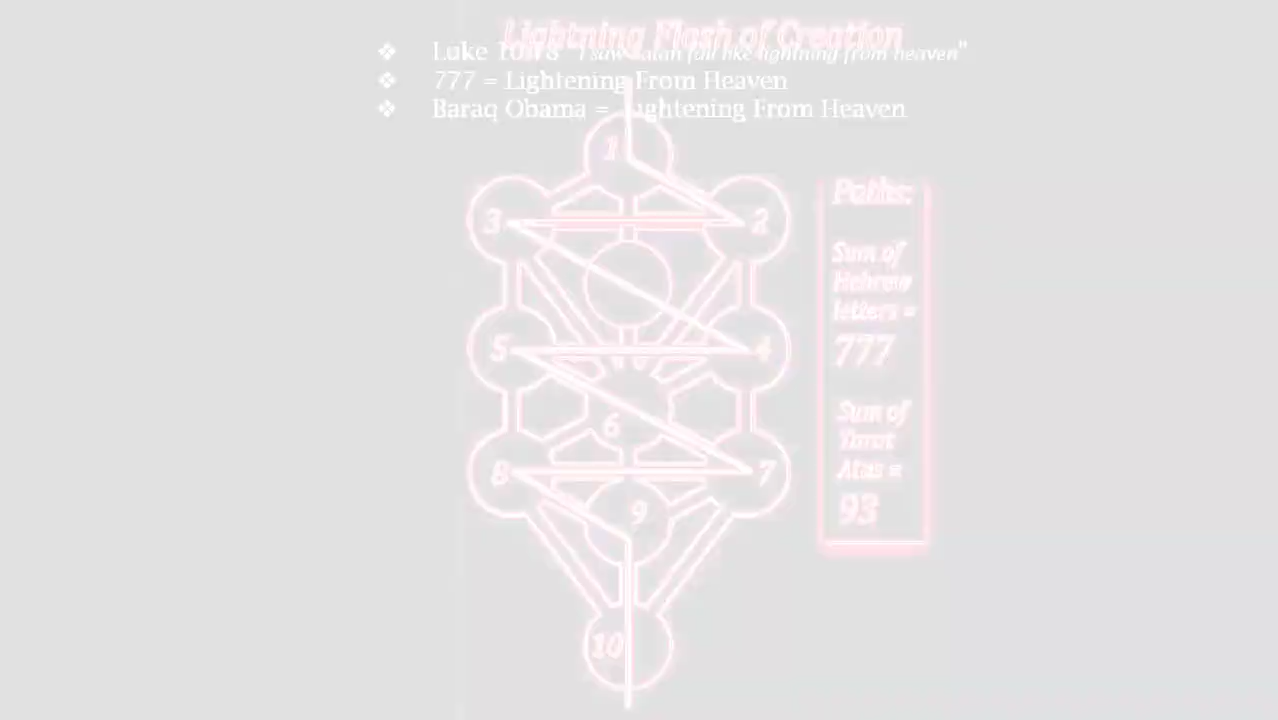 Lightning Flash of Creation
❖ Luke 10:18 "I saw satan fall like lightning from heaven"
❖ 777 = Lightening From Heaven
❖ Baraq Obama = Lightening From Heaven
1
3
2
5
4
6
8
7
9
10
Paths:
Sum of
Hebrew
letters =
777
Sum of
Tarot
Atus =
93